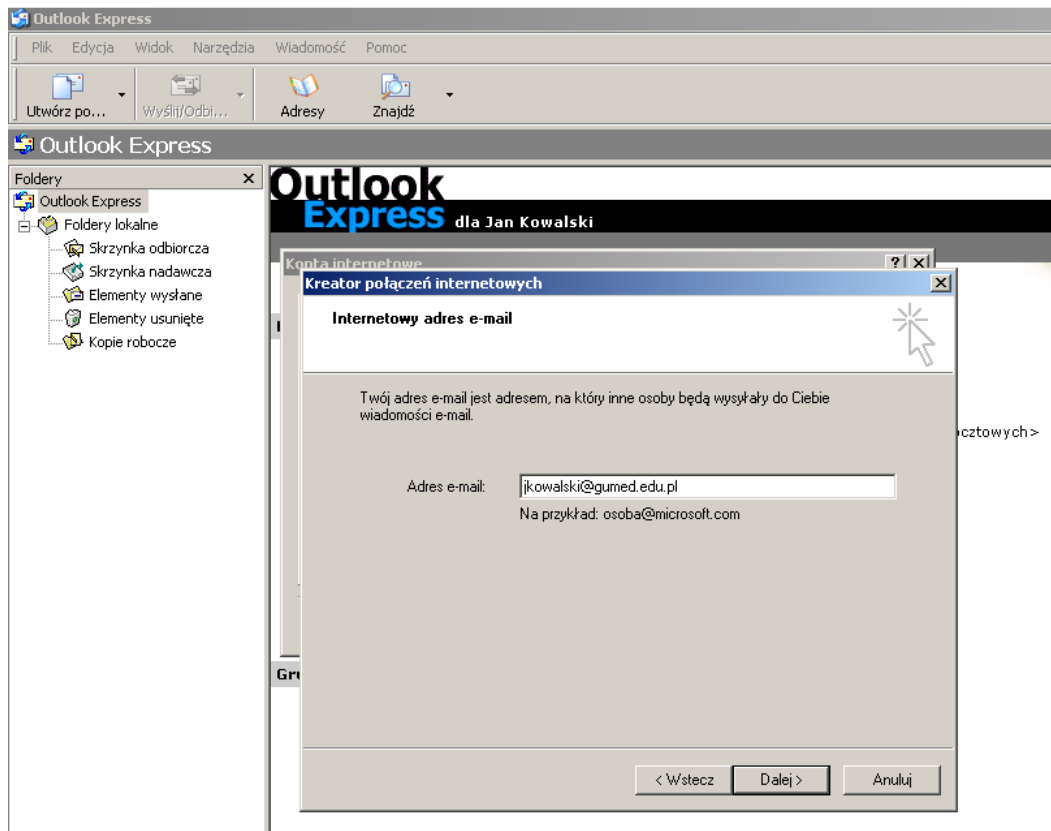 Outlook Express
Plik Edycja Widok Narzędzia Wiadomość Pomoc
Utwórz po... Wyślij/Odbi... Adresy Znajdź
Outlook Express
Foldery
Outlook Express
Foldery lokalne
Skrzynka odbiorcza
Skrzynka nadawcza
Elementy wysłane
Elementy usunięte
Kopie robocze
Outlook
Express dla Jan Kowalski
Konta internetowe
Kreator połączeń internetowych
Internetowy adres e-mail
Twój adres e-mail jest adresem, na który inne osoby będą wysyłały do Ciebie
wiadomości e-mail.
ocztowych>
Adres e-mail: jkowalski@gumed.edu.pl
Na przykład: osoba@microsoft.com
Gru
< Wstecz Dalej > Anuluj